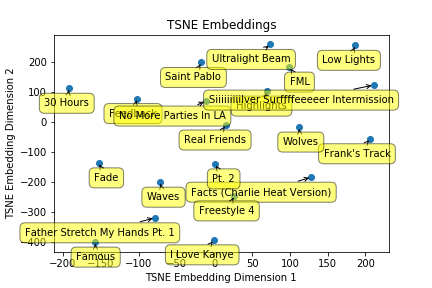 TSNE Embeddings
Ultralight Beam
Low Lights
Saint Pablo
FML
30 Hours
Siiiiiiiiilver Surffffeeeeer Intermission
Highlights
Feedback
No More Parties In LA
Real Friends
Wolves
Frank's Track
Fade
Pt. 2
Waves
Facts (Charlie Heat Version)
Freestyle 4
Father Stretch My Hands Pt. 1
Famous
I Love Kanye
200
100
0
−100
−200
−300
−400
−200 −150 −100 −50 0 50 100 150 200
TSNE Embedding Dimension 1
TSNE Embedding Dimension 2